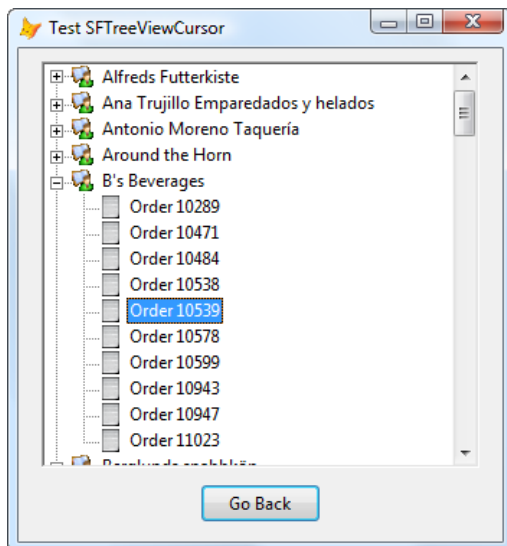 Test SFTreeViewCursor
Alfreds Futterkiste
Ana Trujillo Emparedados y helados
Antonio Moreno Taquería
Around the Horn
B's Beverages
Order 10289
Order 10471
Order 10484
Order 10538
Order 10539
Order 10578
Order 10599
Order 10943
Order 10947
Order 11023
Go Back